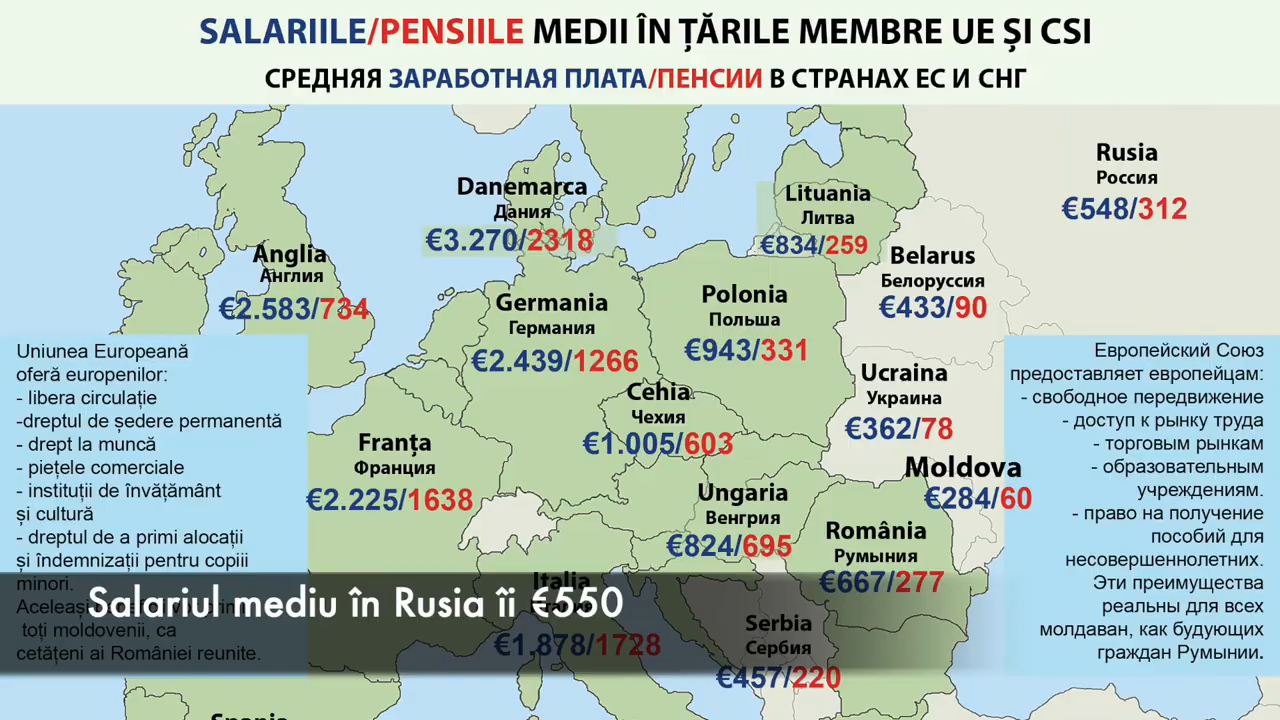 SALARIILE/PENSIILE MEDII ÎN ȚĂRILE MEMBRE UE ȘI CSI
СРЕДНЯЯ ЗАРАБОТНАЯ ПЛАТА/ПЕНСИИ В СТРАНАХ ЕС И СНГ
Rusia
Россия
€548/312
Danemarca
Дания
€3.270/2318
Lituania
Литва
€834/259
Anglia
Англия
€2.583/734
Belarus
Белоруссия
€433/90
Germania
Германия
€2.439/1266
Polonia
Польша
€943/331
Ucraina
Украина
€362/78
Cehia
Чехия
€1.005/603
Franța
Франция
€2.225/1638
Moldova
€284/60
Ungaria
Венгрия
€824/695
România
Румыния
€667/277
Italia
€1.878/1728
Serbia
Сербия
€457/220
Uniunea Europeană
oferă europenilor:
- libera circulație
-dreptul de ședere permanentă
- drept la muncă
- piețele comerciale
- instituții de învățământ
și cultură
- dreptul de a primi alocații
și îndemnizații pentru copiii
minori.
toți moldovenii, ca
cetățeni ai României reunite.
Европейский Союз
предоставляет европейцам:
- свободное передвижение
- доступ к рынку труда
- торговым рынкам
- образовательным
учреждениям.
- право на получение
пособий для
несовершеннолетних.
Эти преимущества
реальны для всех
молдаван, как будующих
граждан Румынии.
Salariul mediu în Rusia îi €550